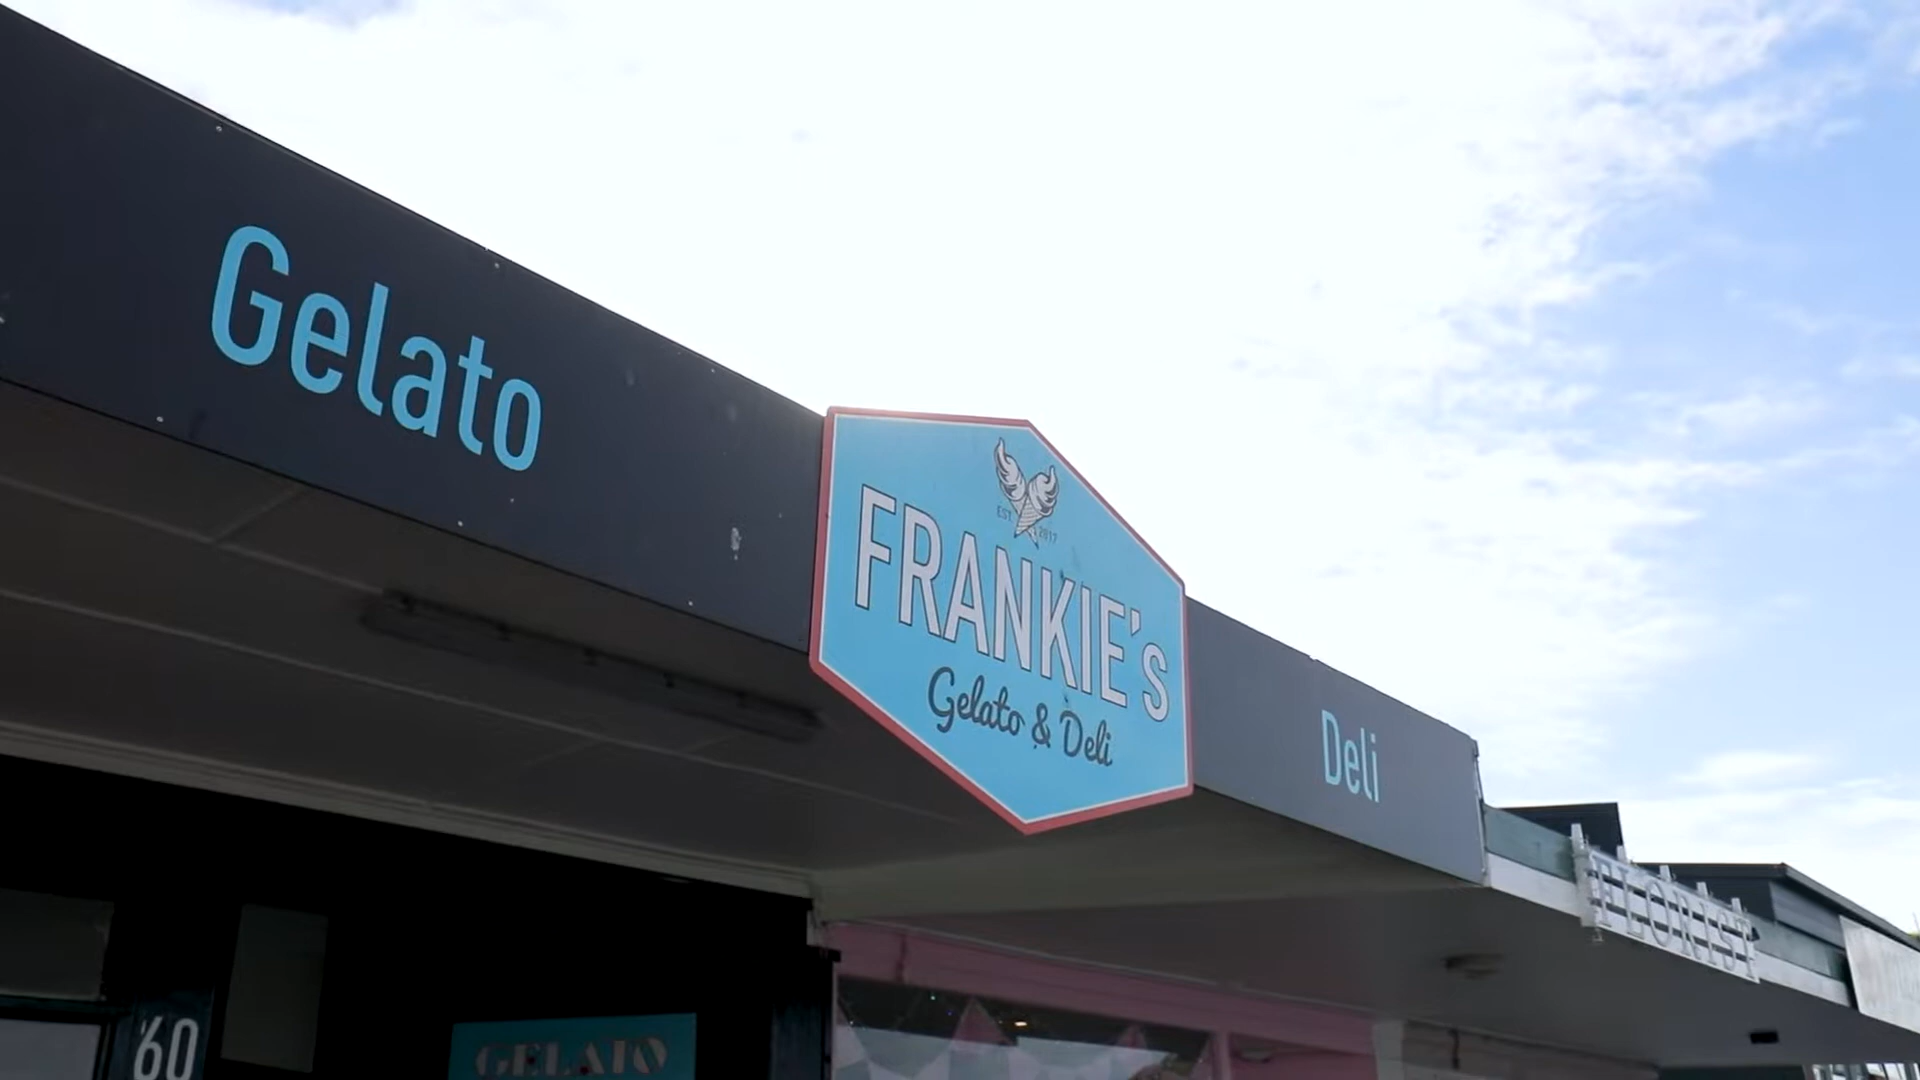 Gelato
EST. 2017
FRANKIE's
Gelato & Deli
Deli
FLORIST
60
GELATO